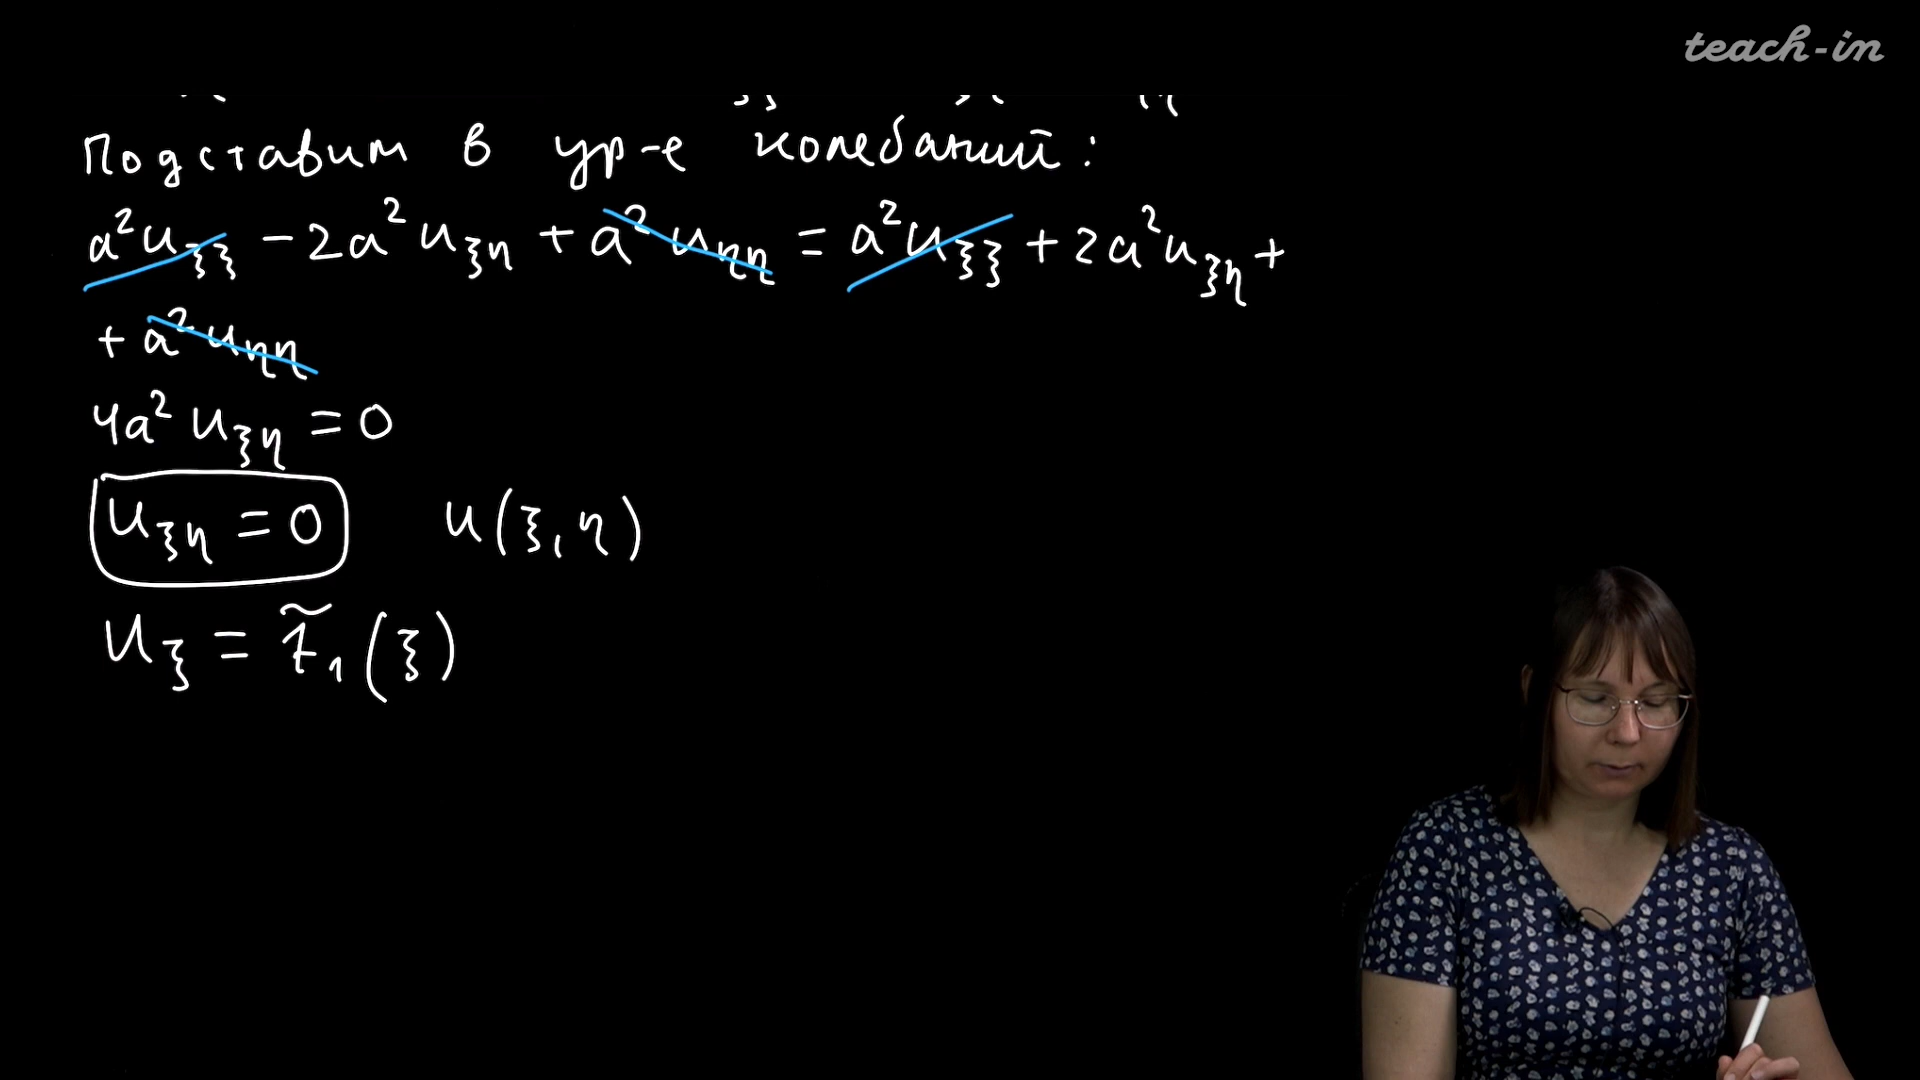 teach-in
Подставим в ур-е колебаний:
a²u_ξξ − 2a²u_ξη + a²u_ηη = a²u_ξξ + 2a²u_ξη +
+ a²u_ηη
4a²u_ξη = 0
u_ξη = 0 u(ξ, η)
u_ξ = f̃₁(ξ)